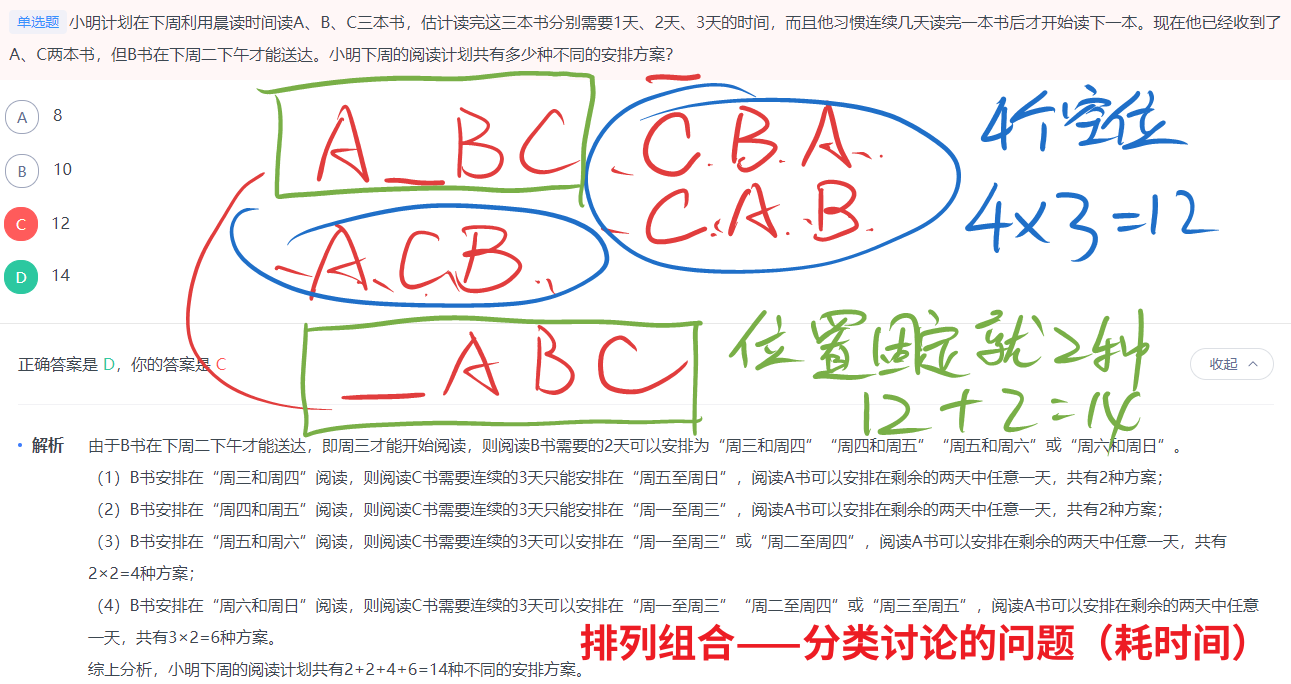 单选题 小明计划在下周利用晨读时间读A、B、C三本书，估计读完这三本书分别需要1天、2天、3天的时间，而且他习惯连续几天读完一本书后才开始读下一本。现在他已经收到了
A、C两本书，但B书在下周二下午才能送达。小明下周的阅读计划共有多少种不同的安排方案？
A 8
B 10
C 12
D 14
A _ B C
C. B. A.
C. A. B.
A. C. B.
_ A B C
4个空位
4×3=12
位置固定就2种
12+2=14
正确答案是 D，你的答案是 C
收起
解析 由于B书在下周二下午才能送达，即周三才能开始阅读，则阅读B书需要的2天可以安排为“周三和周四”“周四和周五”“周五和周六”或“周六和周日”。
（1）B书安排在“周三和周四”阅读，则阅读C书需要连续的3天只能安排在“周五至周日”，阅读A书可以安排在剩余的两天中任意一天，共有2种方案；
（2）B书安排在“周四和周五”阅读，则阅读C书需要连续的3天只能安排在“周一至周三”，阅读A书可以安排在剩余的两天中任意一天，共有2种方案；
（3）B书安排在“周五和周六”阅读，则阅读C书需要连续的3天可以安排在“周一至周三”或“周二至周四”，阅读A书可以安排在剩余的两天中任意一天，共有
2×2=4种方案；
（4）B书安排在“周六和周日”阅读，则阅读C书需要连续的3天可以安排在“周一至周三”“周二至周四”或“周三至周五”，阅读A书可以安排在剩余的两天中任意
一天，共有3×2=6种方案。
综上分析，小明下周的阅读计划共有2+2+4+6=14种不同的安排方案。
排列组合——分类讨论的问题（耗时间）